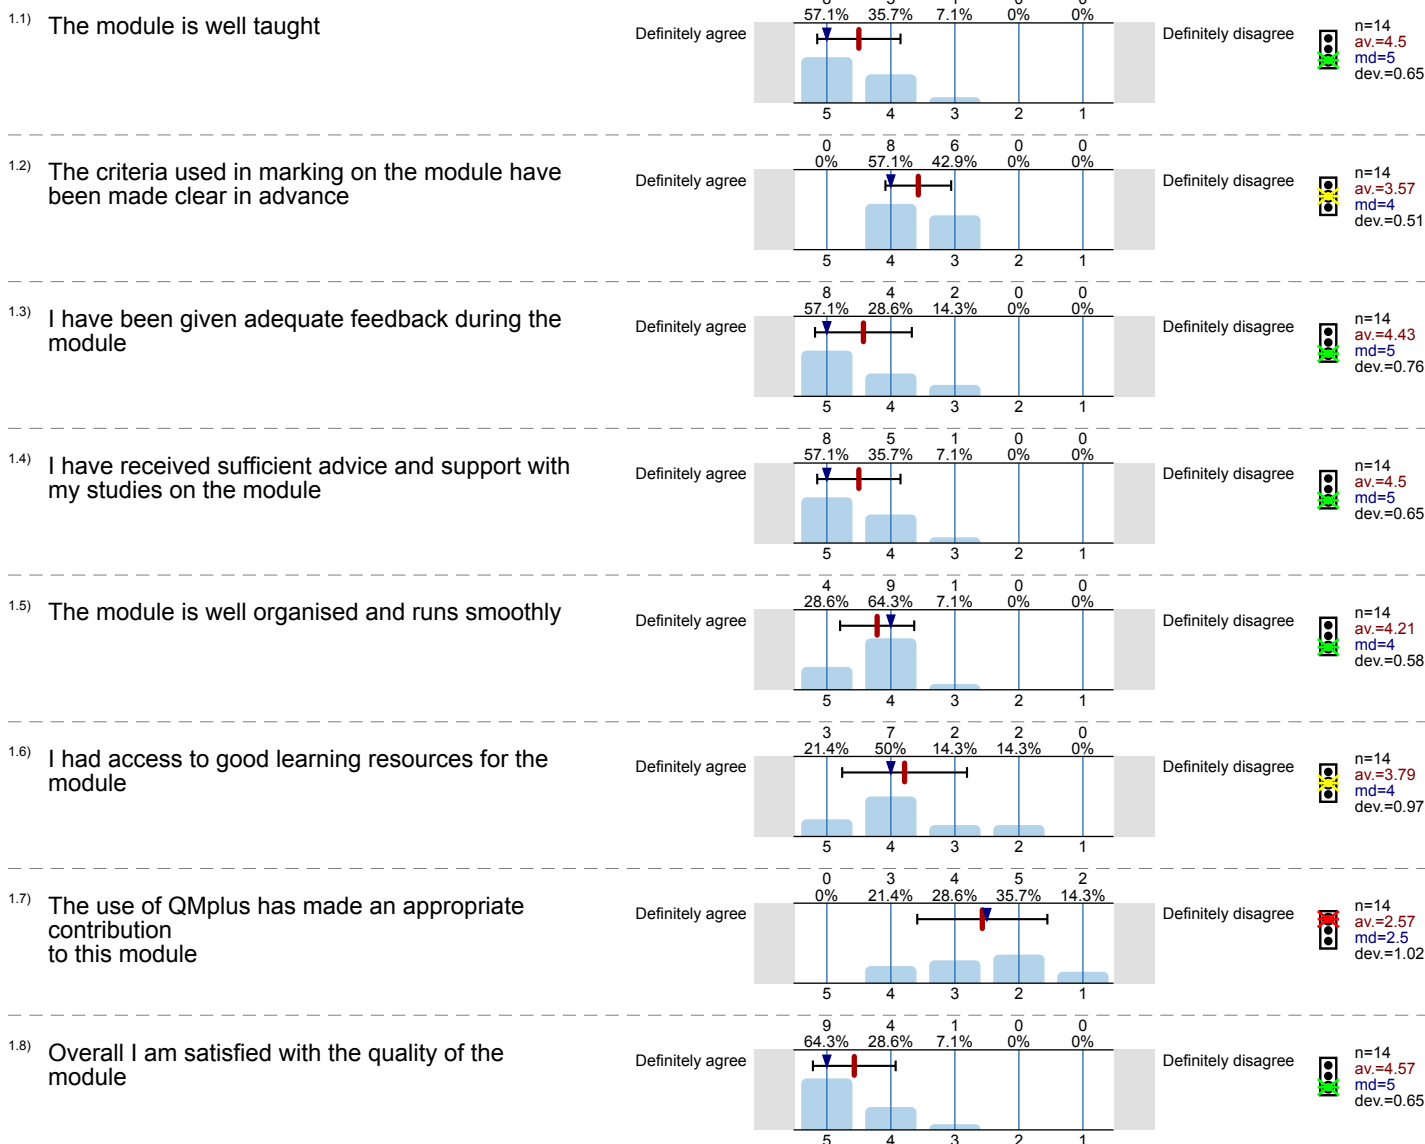 8 5 1 0 0
1.1) The module is well taught
57.1% 35.7% 7.1% 0% 0%
Definitely agree
Definitely disagree
n=14
av.=4.5
md=5
dev.=0.65
5 4 3 2 1
0 8 6 0 0
1.2) The criteria used in marking on the module have
been made clear in advance
0% 57.1% 42.9% 0% 0%
Definitely agree
Definitely disagree
n=14
av.=3.57
md=4
dev.=0.51
5 4 3 2 1
8 4 2 0 0
1.3) I have been given adequate feedback during the
module
57.1% 28.6% 14.3% 0% 0%
Definitely agree
Definitely disagree
n=14
av.=4.43
md=5
dev.=0.76
5 4 3 2 1
8 5 1 0 0
1.4) I have received sufficient advice and support with
my studies on the module
57.1% 35.7% 7.1% 0% 0%
Definitely agree
Definitely disagree
n=14
av.=4.5
md=5
dev.=0.65
5 4 3 2 1
4 9 1 0 0
1.5) The module is well organised and runs smoothly
28.6% 64.3% 7.1% 0% 0%
Definitely agree
Definitely disagree
n=14
av.=4.21
md=4
dev.=0.58
5 4 3 2 1
3 7 2 2 0
1.6) I had access to good learning resources for the
module
21.4% 50% 14.3% 14.3% 0%
Definitely agree
Definitely disagree
n=14
av.=3.79
md=4
dev.=0.97
5 4 3 2 1
0 3 4 5 2
1.7) The use of QMplus has made an appropriate
contribution
to this module
0% 21.4% 28.6% 35.7% 14.3%
Definitely agree
Definitely disagree
n=14
av.=2.57
md=2.5
dev.=1.02
5 4 3 2 1
9 4 1 0 0
1.8) Overall I am satisfied with the quality of the
module
64.3% 28.6% 7.1% 0% 0%
Definitely agree
Definitely disagree
n=14
av.=4.57
md=5
dev.=0.65
5 4 3 2 1